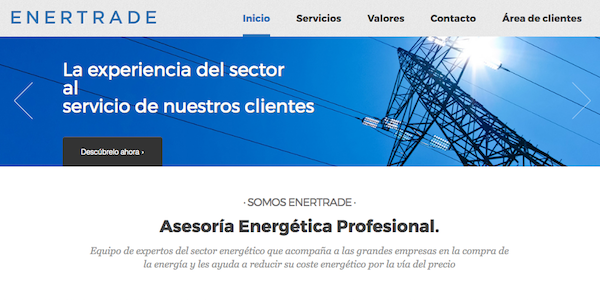 ENERTRADE
Inicio Servicios Valores Contacto Área de clientes
La experiencia del sector
al
servicio de nuestros clientes
Descúbrelo ahora ›
· SOMOS ENERTRADE ·
Asesoría Energética Profesional.
Equipo de expertos del sector energético que acompaña a las grandes empresas en la compra de
la energía y les ayuda a reducir su coste energético por la vía del precio